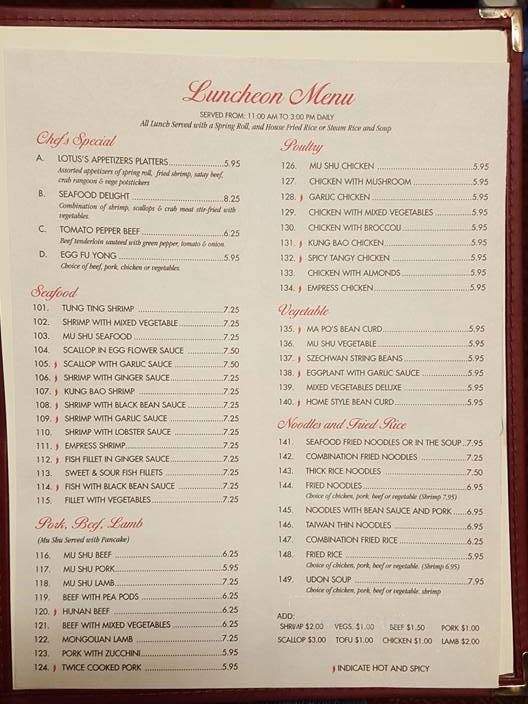 Luncheon Menu
SERVED FROM: 11:00 AM TO 3:00 PM DAILY
All Lunch Served with a Spring Roll, and House Fried Rice or Steam Rice and Soup
Chef's Special
A. LOTUS'S APPETIZERS PLATTERS 5.95
Assorted appetizers of spring roll, fried shrimp, satay beef,
crab rangoon & vege potstickers
B. SEAFOOD DELIGHT 8.25
Combination of shrimp, scallops & crab meat stir-fried with
vegetables.
C. TOMATO PEPPER BEEF 6.25
Beef tenderloin sauteed with green pepper, tomato & onion.
D. EGG FU YONG 5.95
Choice of beef, pork, chicken or vegetables.
Seafood
101. TUNG TING SHRIMP 7.25
102. SHRIMP WITH MIXED VEGETABLE 7.25
103. MU SHU SEAFOOD 7.25
104. SCALLOP IN EGG FLOWER SAUCE 7.50
105. SCALLOP WITH GARLIC SAUCE 7.50
106. SHRIMP WITH GINGER SAUCE 7.25
107. KUNG BAO SHRIMP 7.25
108. SHRIMP WITH BLACK BEAN SAUCE 7.25
109. SHRIMP WITH GARLIC SAUCE 7.25
110. SHRIMP WITH LOBSTER SAUCE 7.25
111. EMPRESS SHRIMP 7.25
112. FISH FILLET IN GINGER SAUCE 7.25
113. SWEET & SOUR FISH FILLETS 7.25
114. FISH WITH BLACK BEAN SAUCE 7.25
115. FILLET WITH VEGETABLES 7.25
Pork, Beef, Lamb
(Mu Shu Served with Pancake)
116. MU SHU BEEF 6.25
117. MU SHU PORK 5.95
118. MU SHU LAMB 7.25
119. BEEF WITH PEA PODS 6.25
120. HUNAN BEEF 6.25
121. BEEF WITH MIXED VEGETABLES 6.25
122. MONGOLIAN LAMB 7.25
123. PORK WITH ZUCCHINI 5.95
124. TWICE COOKED PORK 5.95
Poultry
126. MU SHU CHICKEN 5.95
127. CHICKEN WITH MUSHROOM 5.95
128. GARLIC CHICKEN 5.95
129. CHICKEN WITH MIXED VEGETABLES 5.95
130. CHICKEN WITH BROCCOLI 5.95
131. KUNG BAO CHICKEN 5.95
132. SPICY TANGY CHICKEN 5.95
133. CHICKEN WITH ALMONDS 5.95
134. EMPRESS CHICKEN 5.95
Vegetable
135. MA PO'S BEAN CURD 5.95
136. MU SHU VEGETABLE 5.95
137. SZECHWAN STRING BEANS 5.95
138. EGGPLANT WITH GARLIC SAUCE 5.95
139. MIXED VEGETABLES DELUXE 5.95
140. HOME STYLE BEAN CURD 5.95
Noodles and Fried Rice
141. SEAFOOD FRIED NOODLES OR IN THE SOUP 7.95
142. COMBINATION FRIED NOODLES 7.25
143. THICK RICE NOODLES 7.50
144. FRIED NOODLES 6.95
Choice of chicken, pork, beef or vegetable (Shrimp 7.95)
145. NOODLES WITH BEAN SAUCE AND PORK 6.95
146. TAIWAN THIN NOODLES 6.95
147. COMBINATION FRIED RICE 6.25
148. FRIED RICE 5.95
Choice of chicken, pork, beef or vegetable. (Shrimp 6.95)
149. UDON SOUP 7.95
Choice of chicken, pork, beef or vegetable. shrimp
ADD:
SHRIMP $2.00 VEGS. $1.00 BEEF $1.50 PORK $1.00
SCALLOP $3.00 TOFU $1.00 CHICKEN $1.00 LAMB $2.00
INDICATE HOT AND SPICY